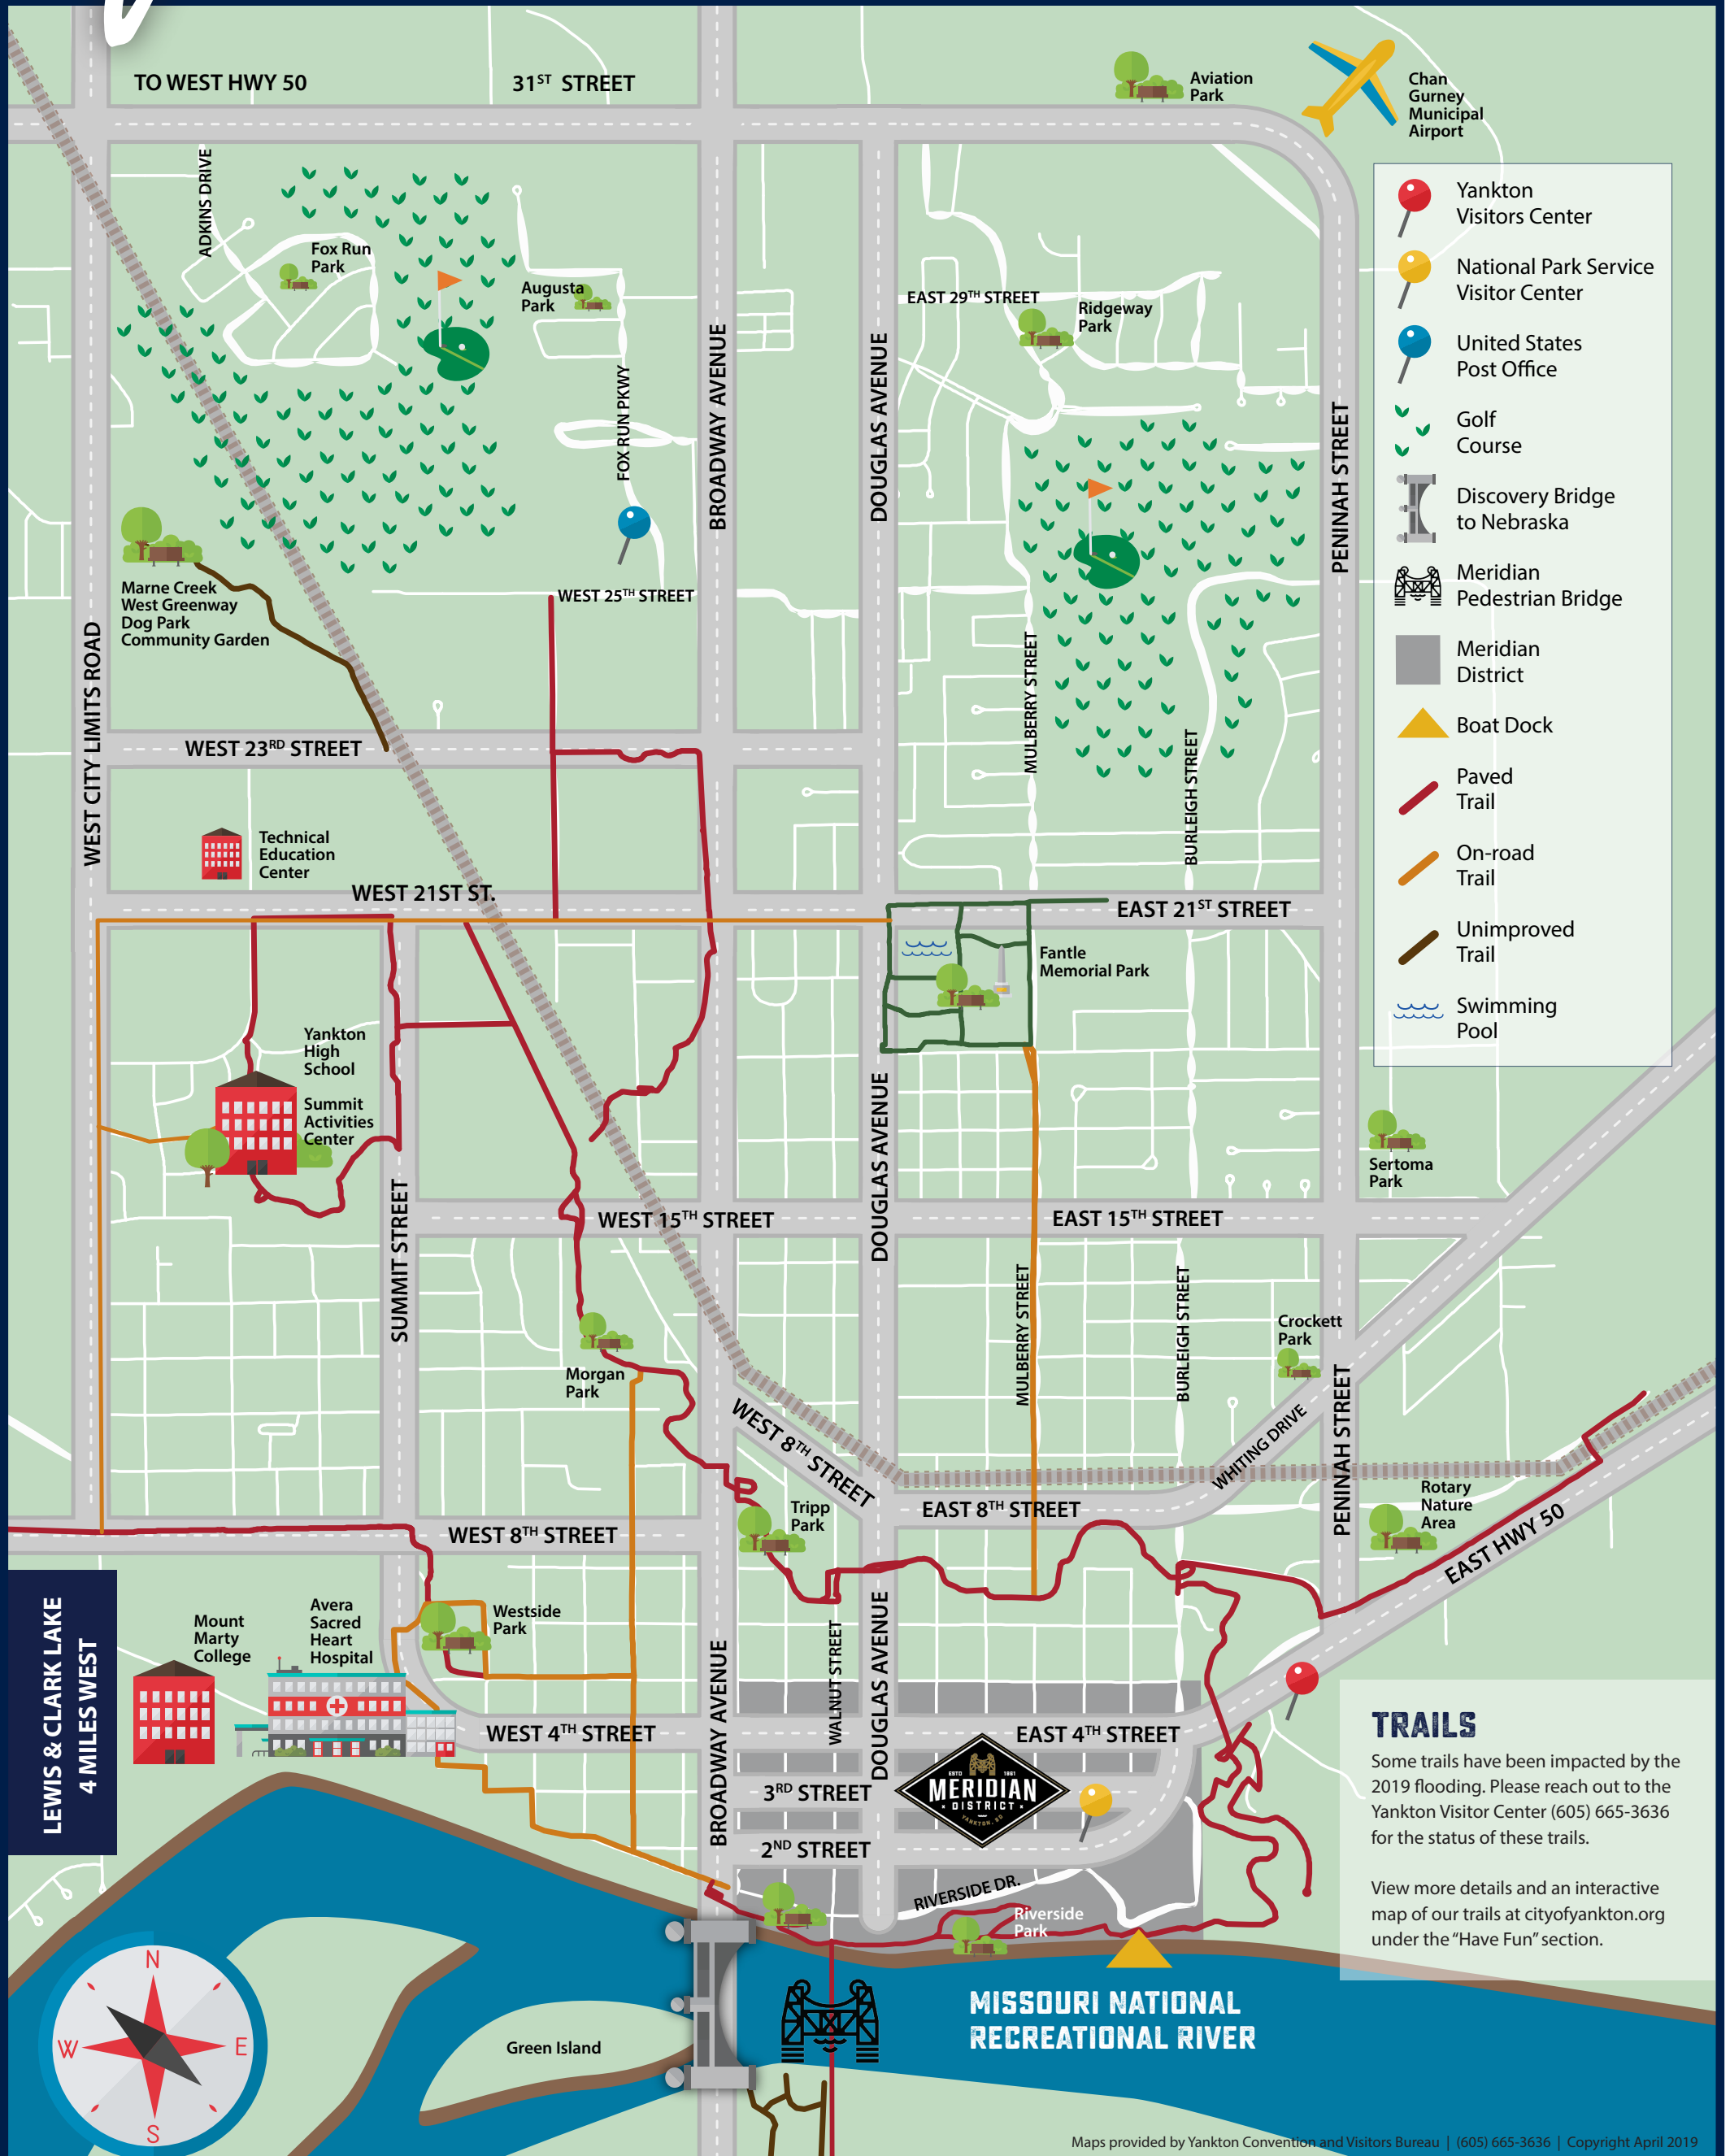 TO WEST HWY 50
31ST STREET
Aviation
Park
Chan
Gurney
Municipal
Airport
ADKINS DRIVE
Fox Run
Park
Augusta
Park
EAST 29TH STREET
Ridgeway
Park
FOX RUN PKWY
BROADWAY AVENUE
DOUGLAS AVENUE
PENINAH STREET
Yankton
Visitors Center
National Park Service
Visitor Center
United States
Post Office
Golf
Course
Discovery Bridge
to Nebraska
Meridian
Pedestrian Bridge
Meridian
District
Boat Dock
Paved
Trail
On-road
Trail
Unimproved
Trail
Swimming
Pool
Marne Creek
West Greenway
Dog Park
Community Garden
WEST 25TH STREET
WEST CITY LIMITS ROAD
MULBERRY STREET
BURLEIGH STREET
WEST 23RD STREET
Technical
Education
Center
WEST 21ST ST.
EAST 21ST STREET
Fantle
Memorial Park
Yankton
High
School
Summit
Activities
Center
DOUGLAS AVENUE
Sertoma
Park
SUMMIT STREET
WEST 15TH STREET
EAST 15TH STREET
MULBERRY STREET
BURLEIGH STREET
Crockett
Park
Morgan
Park
WEST 8TH STREET
WHITING DRIVE
PENINAH STREET
Rotary
Nature
Area
EAST HWY 50
Tripp
Park
EAST 8TH STREET
WEST 8TH STREET
LEWIS & CLARK LAKE
4 MILES WEST
Mount
Marty
College
Avera
Sacred
Heart
Hospital
Westside
Park
WALNUT STREET
DOUGLAS AVENUE
BROADWAY AVENUE
WEST 4TH STREET
EAST 4TH STREET
3RD STREET
ESTD 1861
MERIDIAN
DISTRICT
YANKTON, SD
2ND STREET
RIVERSIDE DR.
Riverside
Park
TRAILS
Some trails have been impacted by the
2019 flooding. Please reach out to the
Yankton Visitor Center (605) 665-3636
for the status of these trails.
View more details and an interactive
map of our trails at cityofyankton.org
under the “Have Fun” section.
N
W
E
S
Green Island
MISSOURI NATIONAL
RECREATIONAL RIVER
Maps provided by Yankton Convention and Visitors Bureau | (605) 665-3636 | Copyright April 2019